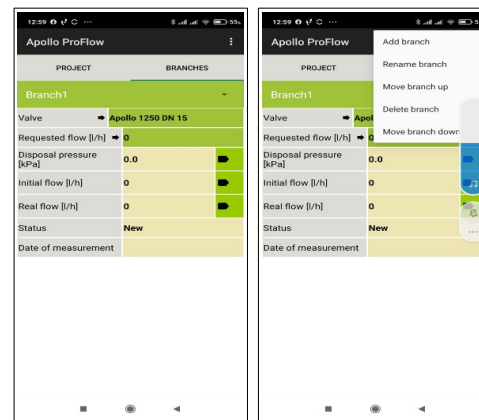 12:59
55%
Apollo ProFlow
PROJECT
BRANCHES
Branch1
Valve
Apollo 1250 DN 15
Requested flow [l/h]
0
Disposal pressure
[kPa]
0.0
Initial flow [l/h]
0
Real flow [l/h]
0
Status
New
Date of measurement
12:59
Apollo ProFlow
PROJECT
Branch1
Valve
Requested flow [l/h]
Disposal pressure
[kPa]
0.0
Initial flow [l/h]
0
Real flow [l/h]
0
Status
New
Date of measurement
Add branch
Rename branch
Move branch up
Delete branch
Move branch down